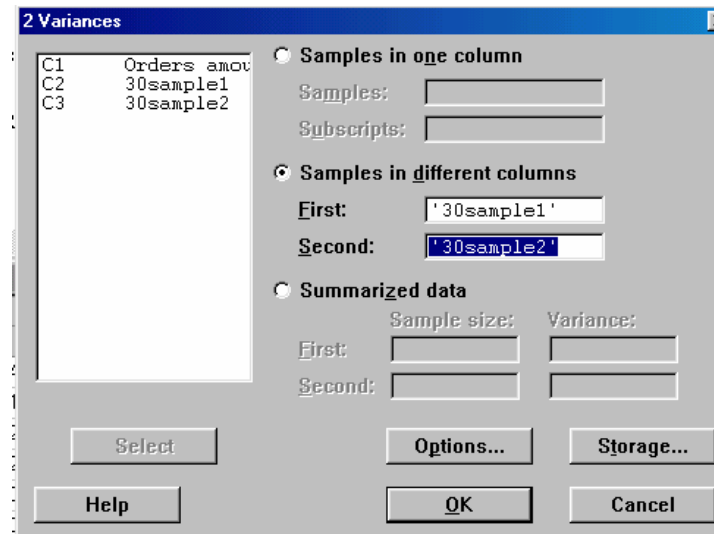 2 Variances
C1 Orders amou
C2 30sample1
C3 30sample2
Samples in one column
Samples:
Subscripts:
Samples in different columns
First: '30sample1'
Second: '30sample2'
Summarized data
Sample size: Variance:
First:
Second:
Select
Options...
Storage...
Help
OK
Cancel